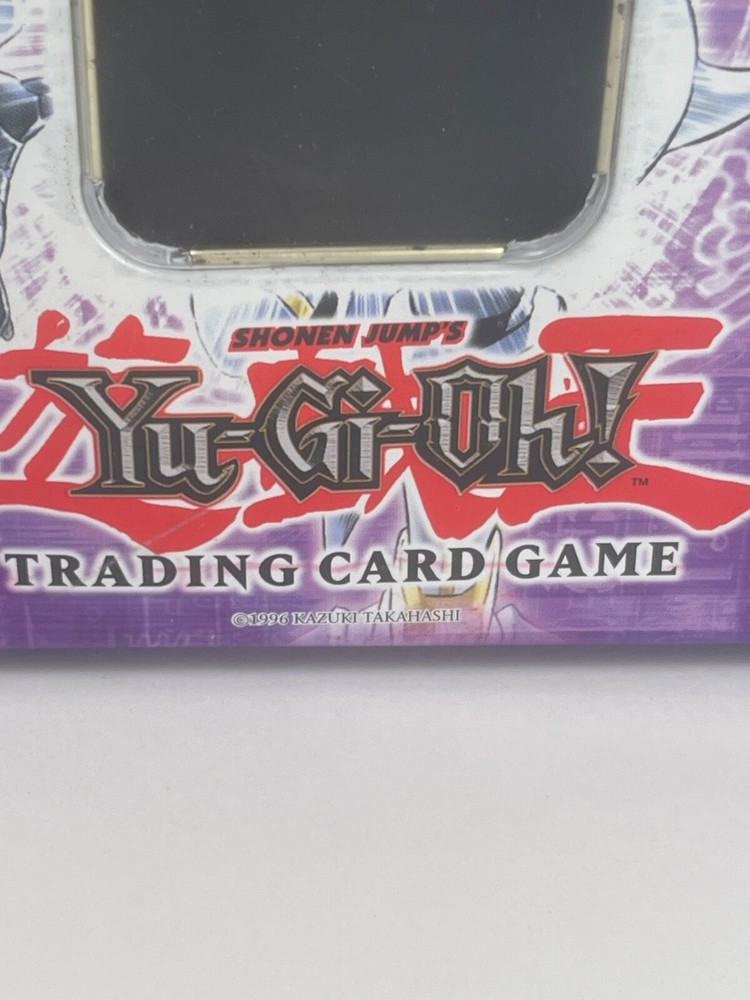 SHONEN JUMP'S
Yu-Gi-Oh!
TM
TRADING CARD GAME
©1996 KAZUKI TAKAHASHI